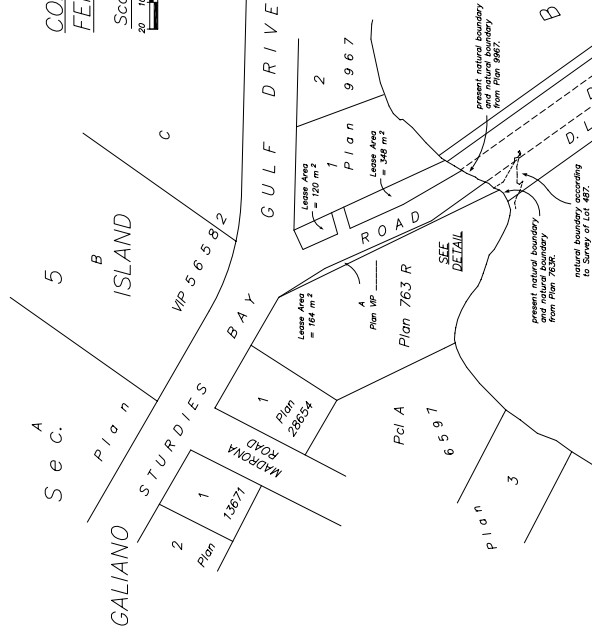 CO
FE
Sca
20 10
5
Sec.
A
B
C
ISLAND
GALIANO
Plan
VIP 56582
STURDIES BAY
GULF DRIVE
ROAD
MADRONA
ROAD
2
1
Plan
13671
1
Plan
28654
Lease Area
= 164 m²
A
Plan VIP
Plan 763 R
SEE
DETAIL
Lease Area
= 120 m²
Lease Area
= 348 m²
2
1
Plan
9967
Pcl A
6597
Plan
3
present natural boundary
and natural boundary
from Plan 9967.
present natural boundary
and natural boundary
from Plan 763R.
natural boundary according
to Survey of Lot 487.
D. L.
B